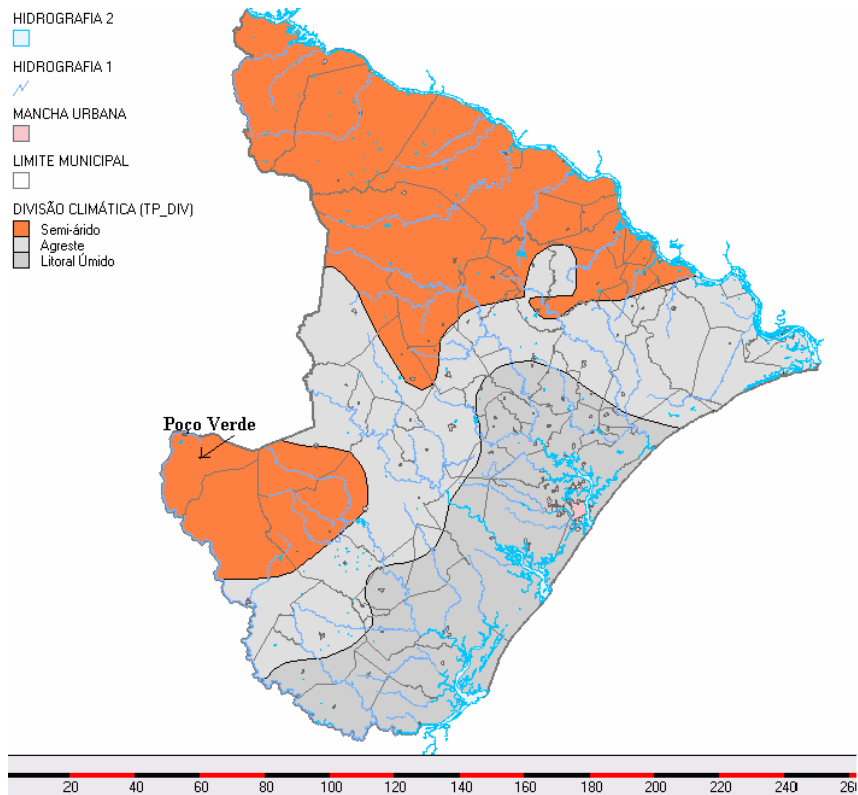 HIDROGRAFIA 2
HIDROGRAFIA 1
MANCHA URBANA
LIMITE MUNICIPAL
DIVISÃO CLIMÁTICA (TP_DIV)
Semi-árido
Agreste
Litoral Úmido
Poço Verde
20 40 60 80 100 120 140 160 180 200 220 240 26